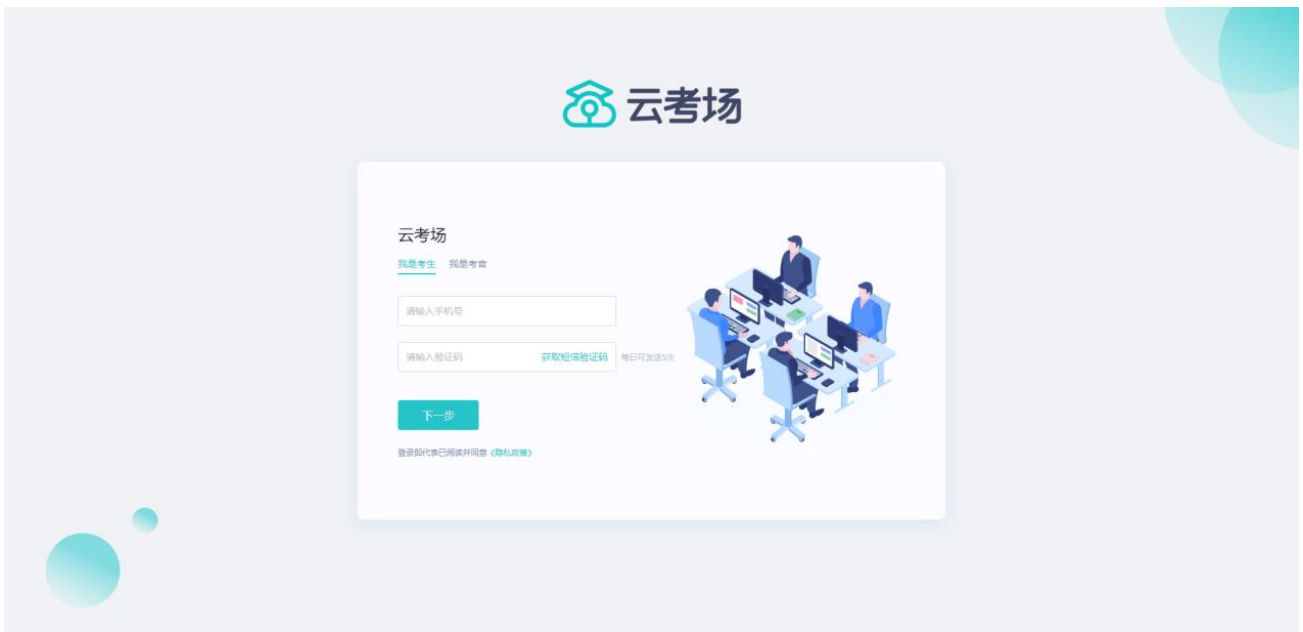 云考场
云考场
我是考生 我是考官
请输入手机号
请输入验证码 获取短信验证码 每日可发送5次
下一步
登录即代表已阅读并同意《隐私政策》